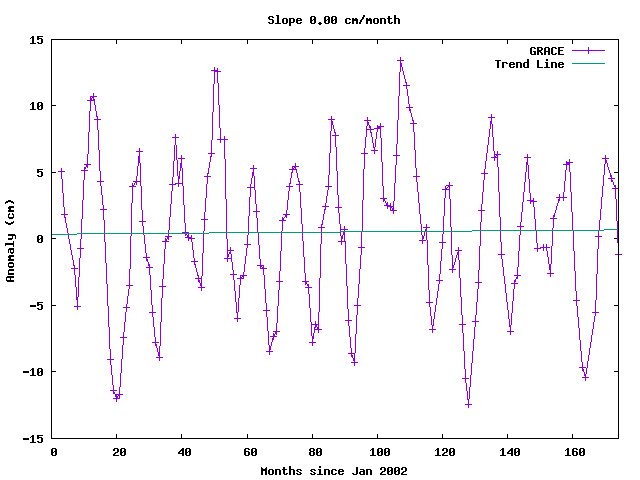 Slope 0.00 cm/month
GRACE
Trend Line
Anomaly (cm)
15
10
5
0
-5
-10
-15
0 20 40 60 80 100 120 140 160
Months since Jan 2002